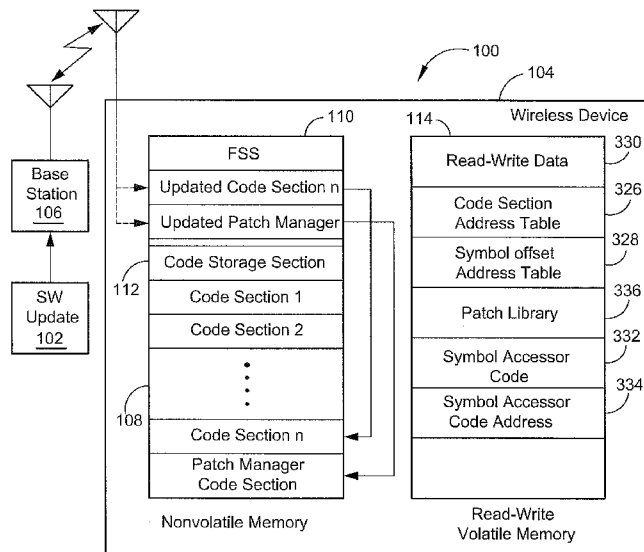 100
104
Wireless Device
110
114
FSS
Updated Code Section n
Updated Patch Manager
Code Storage Section
112
Code Section 1
Code Section 2
108
Code Section n
Patch Manager
Code Section
Nonvolatile Memory
Base
Station
106
SW
Update
102
Read-Write Data
330
Code Section
Address Table
326
Symbol offset
Address Table
328
Patch Library
336
Symbol Accessor
Code
332
Symbol Accessor
Code Address
334
Read-Write
Volatile Memory